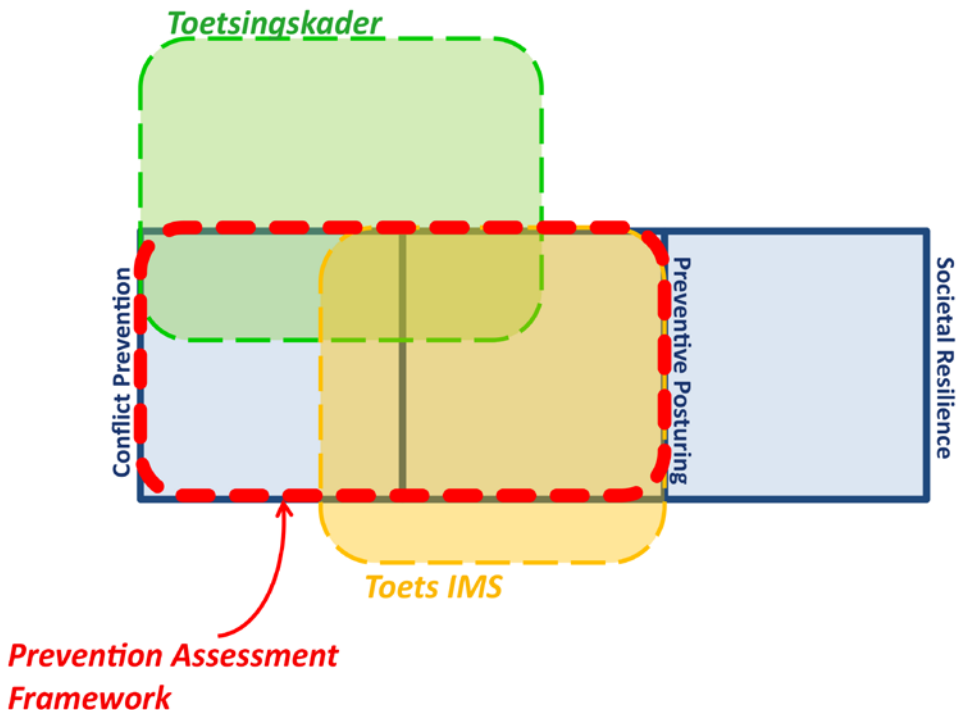 Toetsingskader
Conflict Prevention
Preventive Posturing
Societal Resilience
Toets IMS
Prevention Assessment
Framework